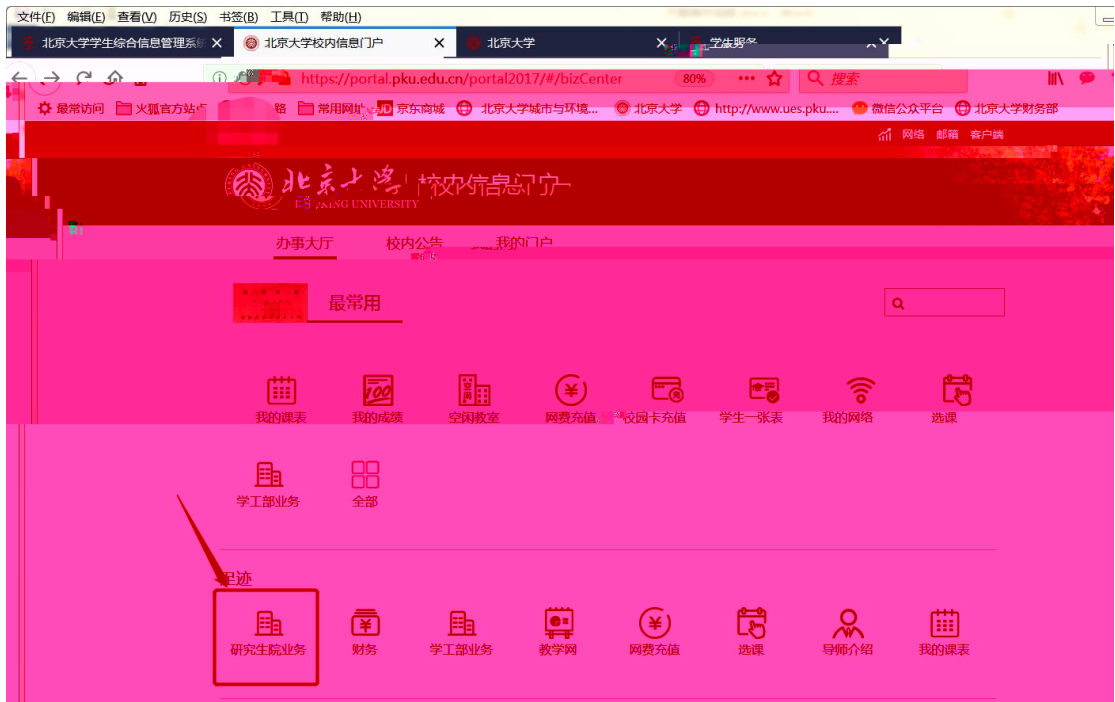 文件(F) 编辑(E) 查看(V) 历史(S) 书签(B) 工具(T) 帮助(H)
北京大学学生综合信息管理系统 北京大学校内信息门户 北京大学
https://portal.pku.edu.cn/portal2017/#/bizCenter 80% 搜索
最常访问 火狐官方站点 常用网址 JD 京东商城 北京大学城市与环境... 北京大学 http://www.ues.pku.... 微信公众平台 北京大学财务部
网络 邮箱 客户端
北京大学 校内信息门户
PEKING UNIVERSITY
办事大厅 校内公告 我的门户
最常用
我的课表 我的成绩 空闲教室 网费充值 校园卡充值 学生一张表 我的网络 选课
学工部业务 全部
足迹
研究生院业务 财务 学工部业务 教学网 网费充值 选课 导师介绍 我的课表